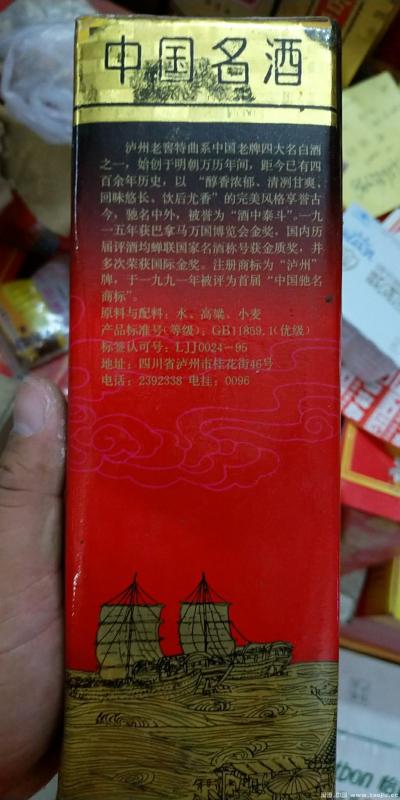 中国名酒
泸州老窖特曲系中国老牌四大名白酒
之一，始创于明朝万历年间，距今已有四
百余年历史，以“醇香浓郁、清冽甘爽、
回味悠长、饮后尤香”的完美风格享誉古
今，驰名中外，被誉为“酒中泰斗”。一九
一五年获巴拿马万国博览会金奖，国内历
届评酒均蝉联国家名酒称号获金质奖，并
多次荣获国际金奖。注册商标为“泸州”
牌，于一九九一年被评为首届“中国驰名
商标”。
原料与配料：水、高粱、小麦
产品标准号(等级)：GB11859.1(优级)
标签认可号：LJJ0024-95
地址：四川省泸州市桂花街46号
电话：2392338 电挂：0096